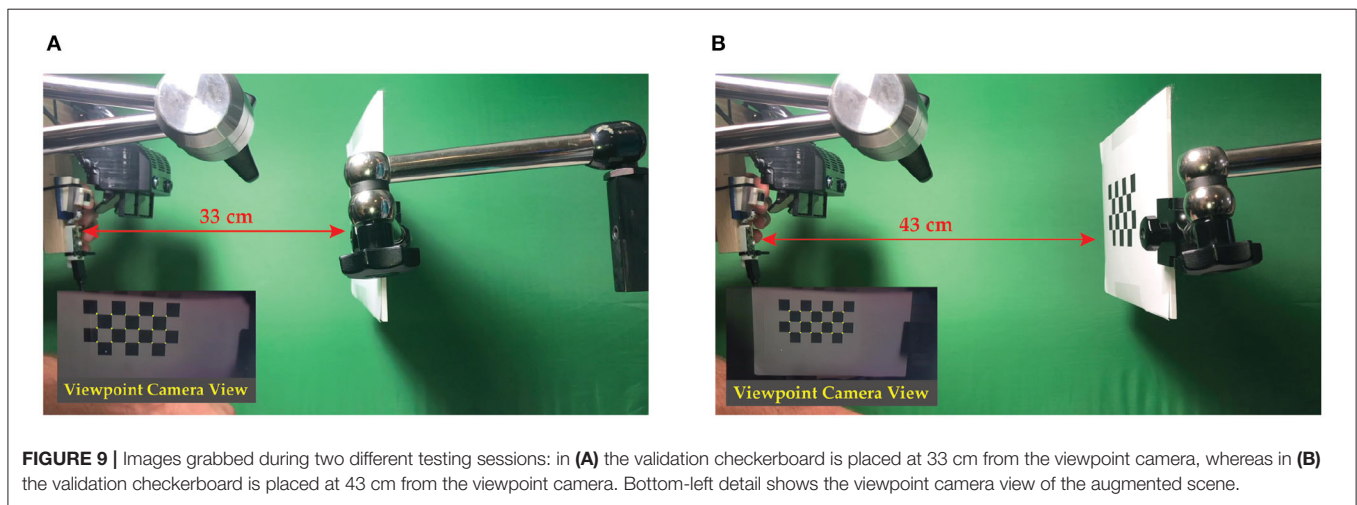 A
B
33 cm
43 cm
Viewpoint Camera View
Viewpoint Camera View
FIGURE 9 | Images grabbed during two different testing sessions: in (A) the validation checkerboard is placed at 33 cm from the viewpoint camera, whereas in (B)
the validation checkerboard is placed at 43 cm from the viewpoint camera. Bottom-left detail shows the viewpoint camera view of the augmented scene.